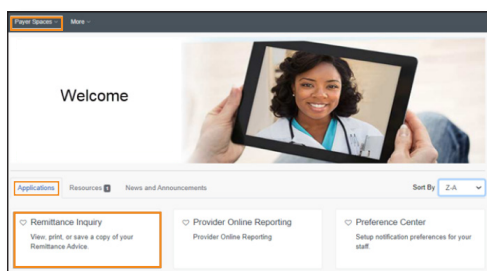 Payer Spaces More
Welcome
Applications Resources 1 News and Announcements Sort By Z-A
Remittance Inquiry
View, print, or save a copy of your
Remittance Advice.
Provider Online Reporting
Provider Online Reporting
Preference Center
Setup notification preferences for your
staff.